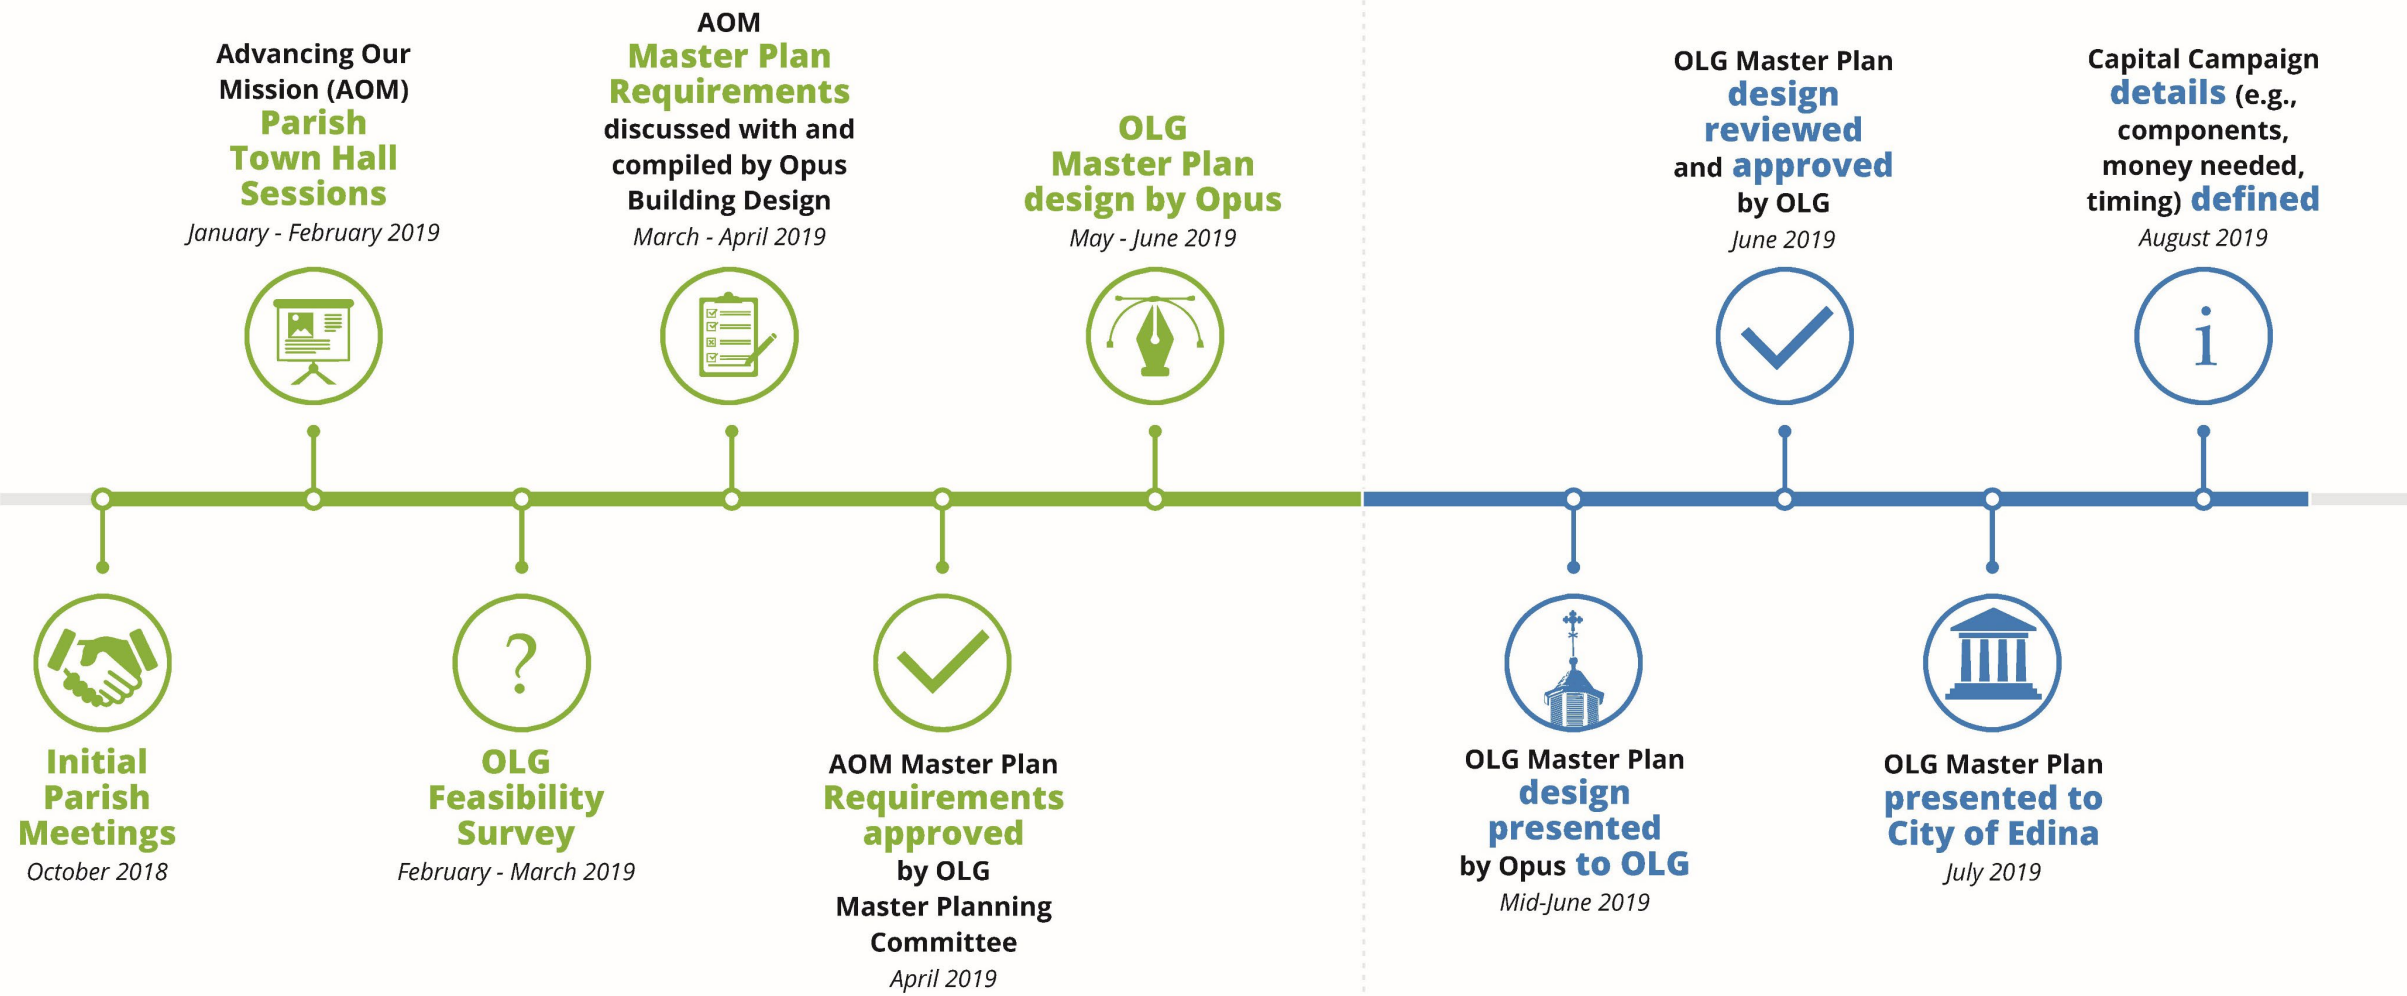 Initial
Parish
Meetings
October 2018
Advancing Our
Mission (AOM)
Parish
Town Hall
Sessions
January - February 2019
OLG
Feasibility
Survey
February - March 2019
AOM
Master Plan
Requirements
discussed with and
compiled by Opus
Building Design
March - April 2019
AOM Master Plan
Requirements
approved
by OLG
Master Planning
Committee
April 2019
OLG
Master Plan
design by Opus
May - June 2019
OLG Master Plan
design
presented
by Opus to OLG
Mid-June 2019
OLG Master Plan
design
reviewed
and approved
by OLG
June 2019
OLG Master Plan
presented to
City of Edina
July 2019
Capital Campaign
details (e.g.,
components,
money needed,
timing) defined
August 2019